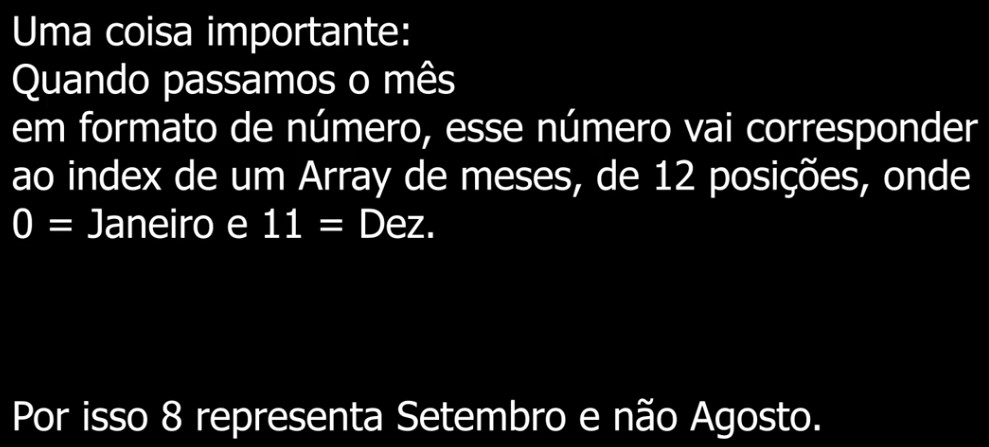 Uma coisa importante:
Quando passamos o mês
em formato de número, esse número vai corresponder
ao index de um Array de meses, de 12 posições, onde
0 = Janeiro e 11 = Dez.
Por isso 8 representa Setembro e não Agosto.